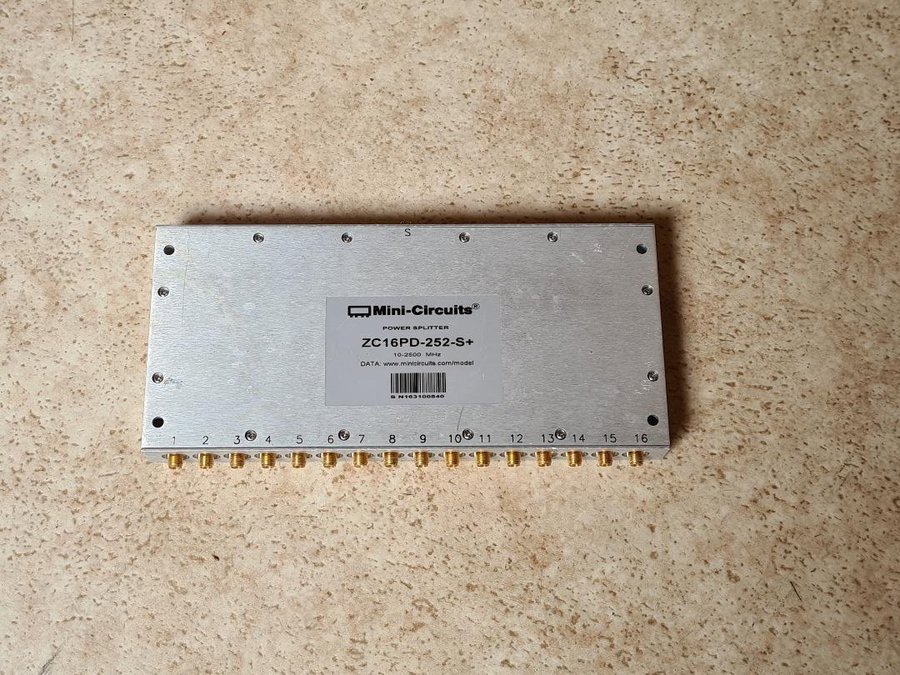 S
Mini-Circuits®
POWER SPLITTER
ZC16PD-252-S+
10-2500 MHz
DATA: www.minicircuits.com/model
S N163100840
1 2 3 4 5 6 7 8 9 10 11 12 13 14 15 16